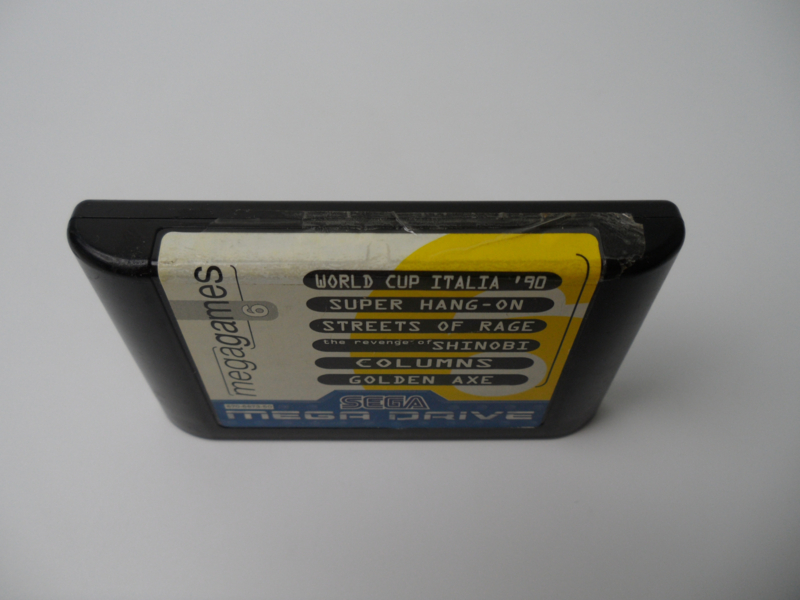 megagames 6
WORLD CUP ITALIA '90
SUPER HANG-ON
STREETS OF RAGE
the revenge of SHINOBI
COLUMNS
GOLDEN AXE
SEGA
MEGA DRIVE